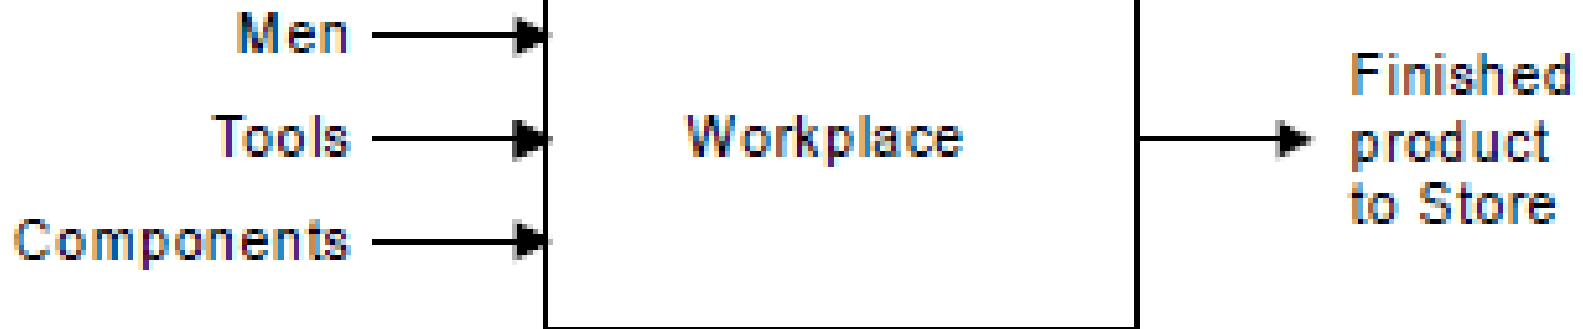 Men
Tools
Components
Workplace
Finished
product
to Store